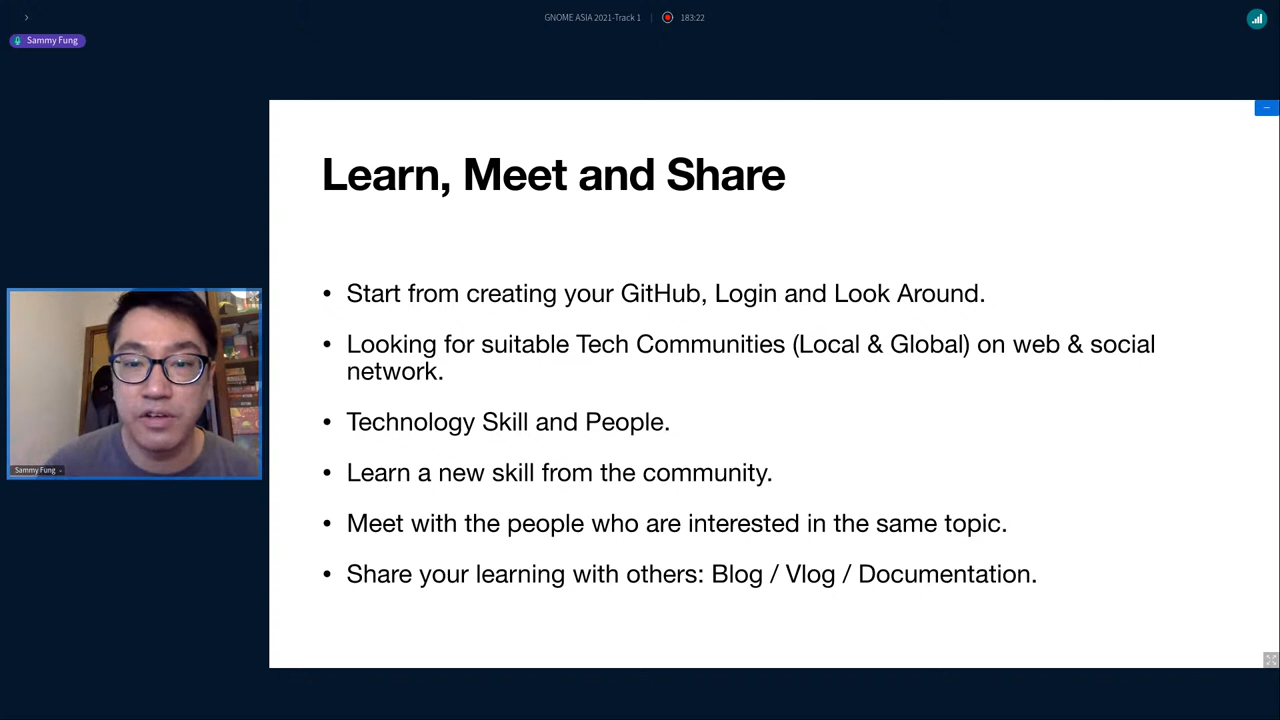 GNOME ASIA 2021-Track 1
183:22
Sammy Fung
Learn, Meet and Share
• Start from creating your GitHub, Login and Look Around.
• Looking for suitable Tech Communities (Local & Global) on web & social
network.
• Technology Skill and People.
• Learn a new skill from the community.
• Meet with the people who are interested in the same topic.
• Share your learning with others: Blog / Vlog / Documentation.
Sammy Fung